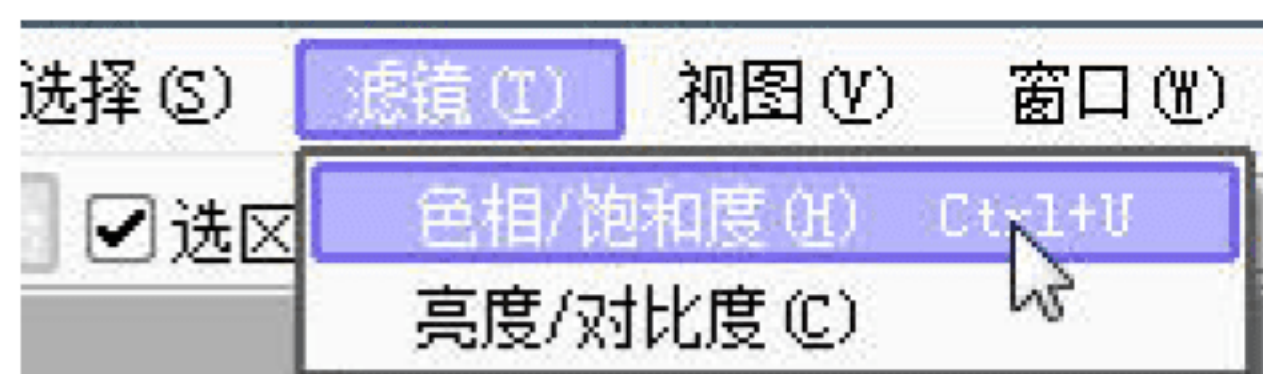 选择(S) 滤镜(T) 视图(V) 窗口(W)
选区
色相/饱和度(H) Ctrl+U
亮度/对比度(C)